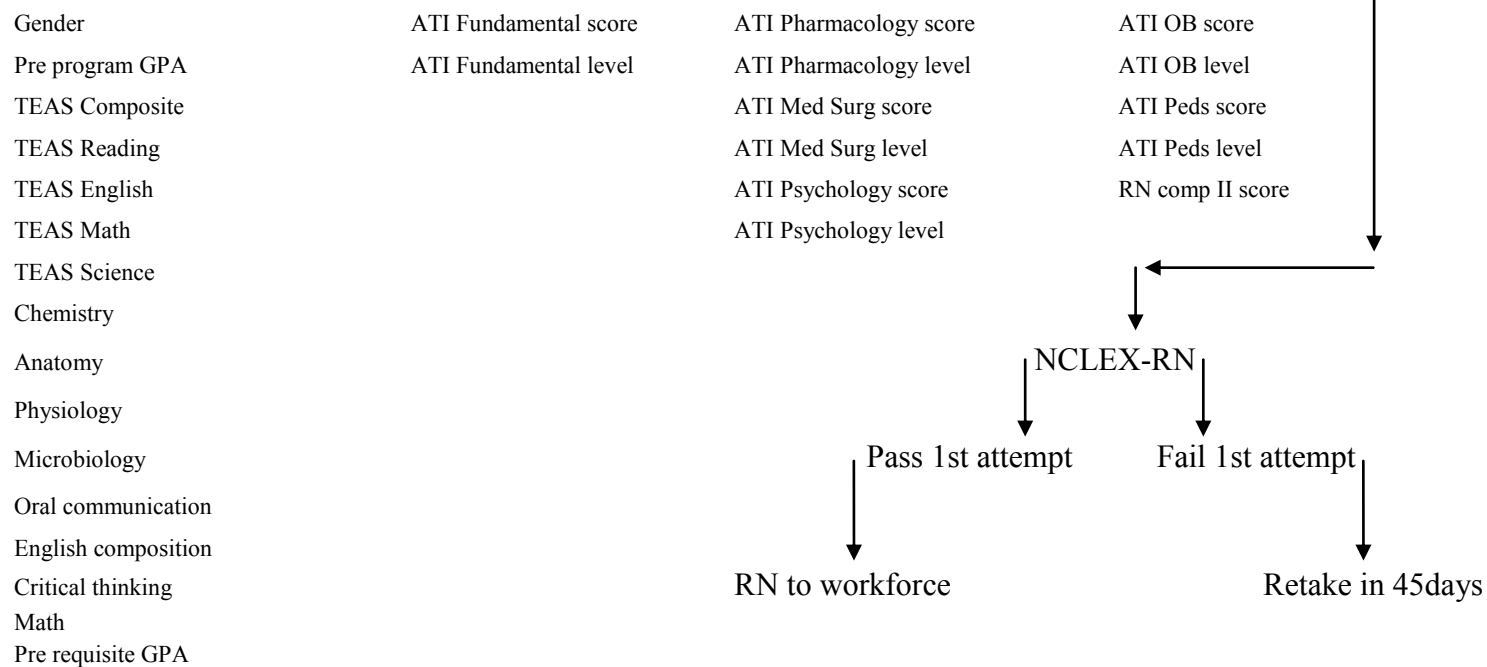 Gender
ATI Fundamental score
ATI Pharmacology score
ATI OB score
Pre program GPA
ATI Fundamental level
ATI Pharmacology level
ATI OB level
TEAS Composite
ATI Med Surg score
ATI Peds score
TEAS Reading
ATI Med Surg level
ATI Peds level
TEAS English
ATI Psychology score
RN comp II score
TEAS Math
ATI Psychology level
TEAS Science
Chemistry
Anatomy
NCLEX-RN
Physiology
Microbiology
Pass 1st attempt
Fail 1st attempt
Oral communication
English composition
Critical thinking
RN to workforce
Retake in 45days
Math
Pre requisite GPA